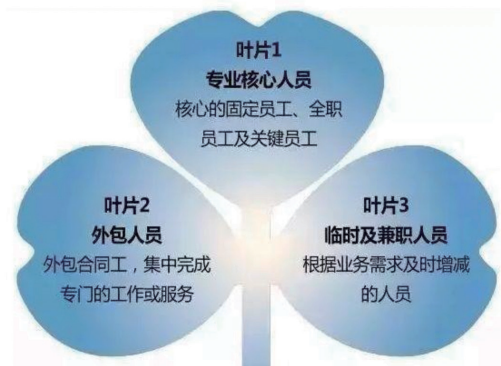 叶片1
专业核心人员
核心的固定员工、全职
员工及关键员工
叶片2
外包人员
外包合同工，集中完成
专门的工作或服务
叶片3
临时及兼职人员
根据业务需求及时增减
的人员